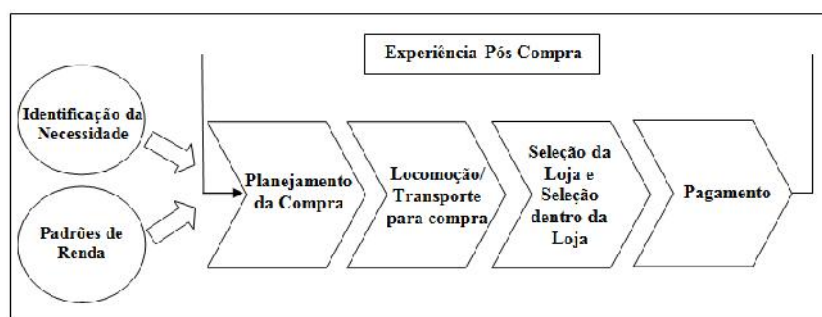 Experiência Pós Compra
Identificação da
Necessidade
Padrões de
Renda
Planejamento
da Compra
Locomoção/
Transporte
para compra
Seleção da
Loja e
Seleção
dentro da
Loja
Pagamento